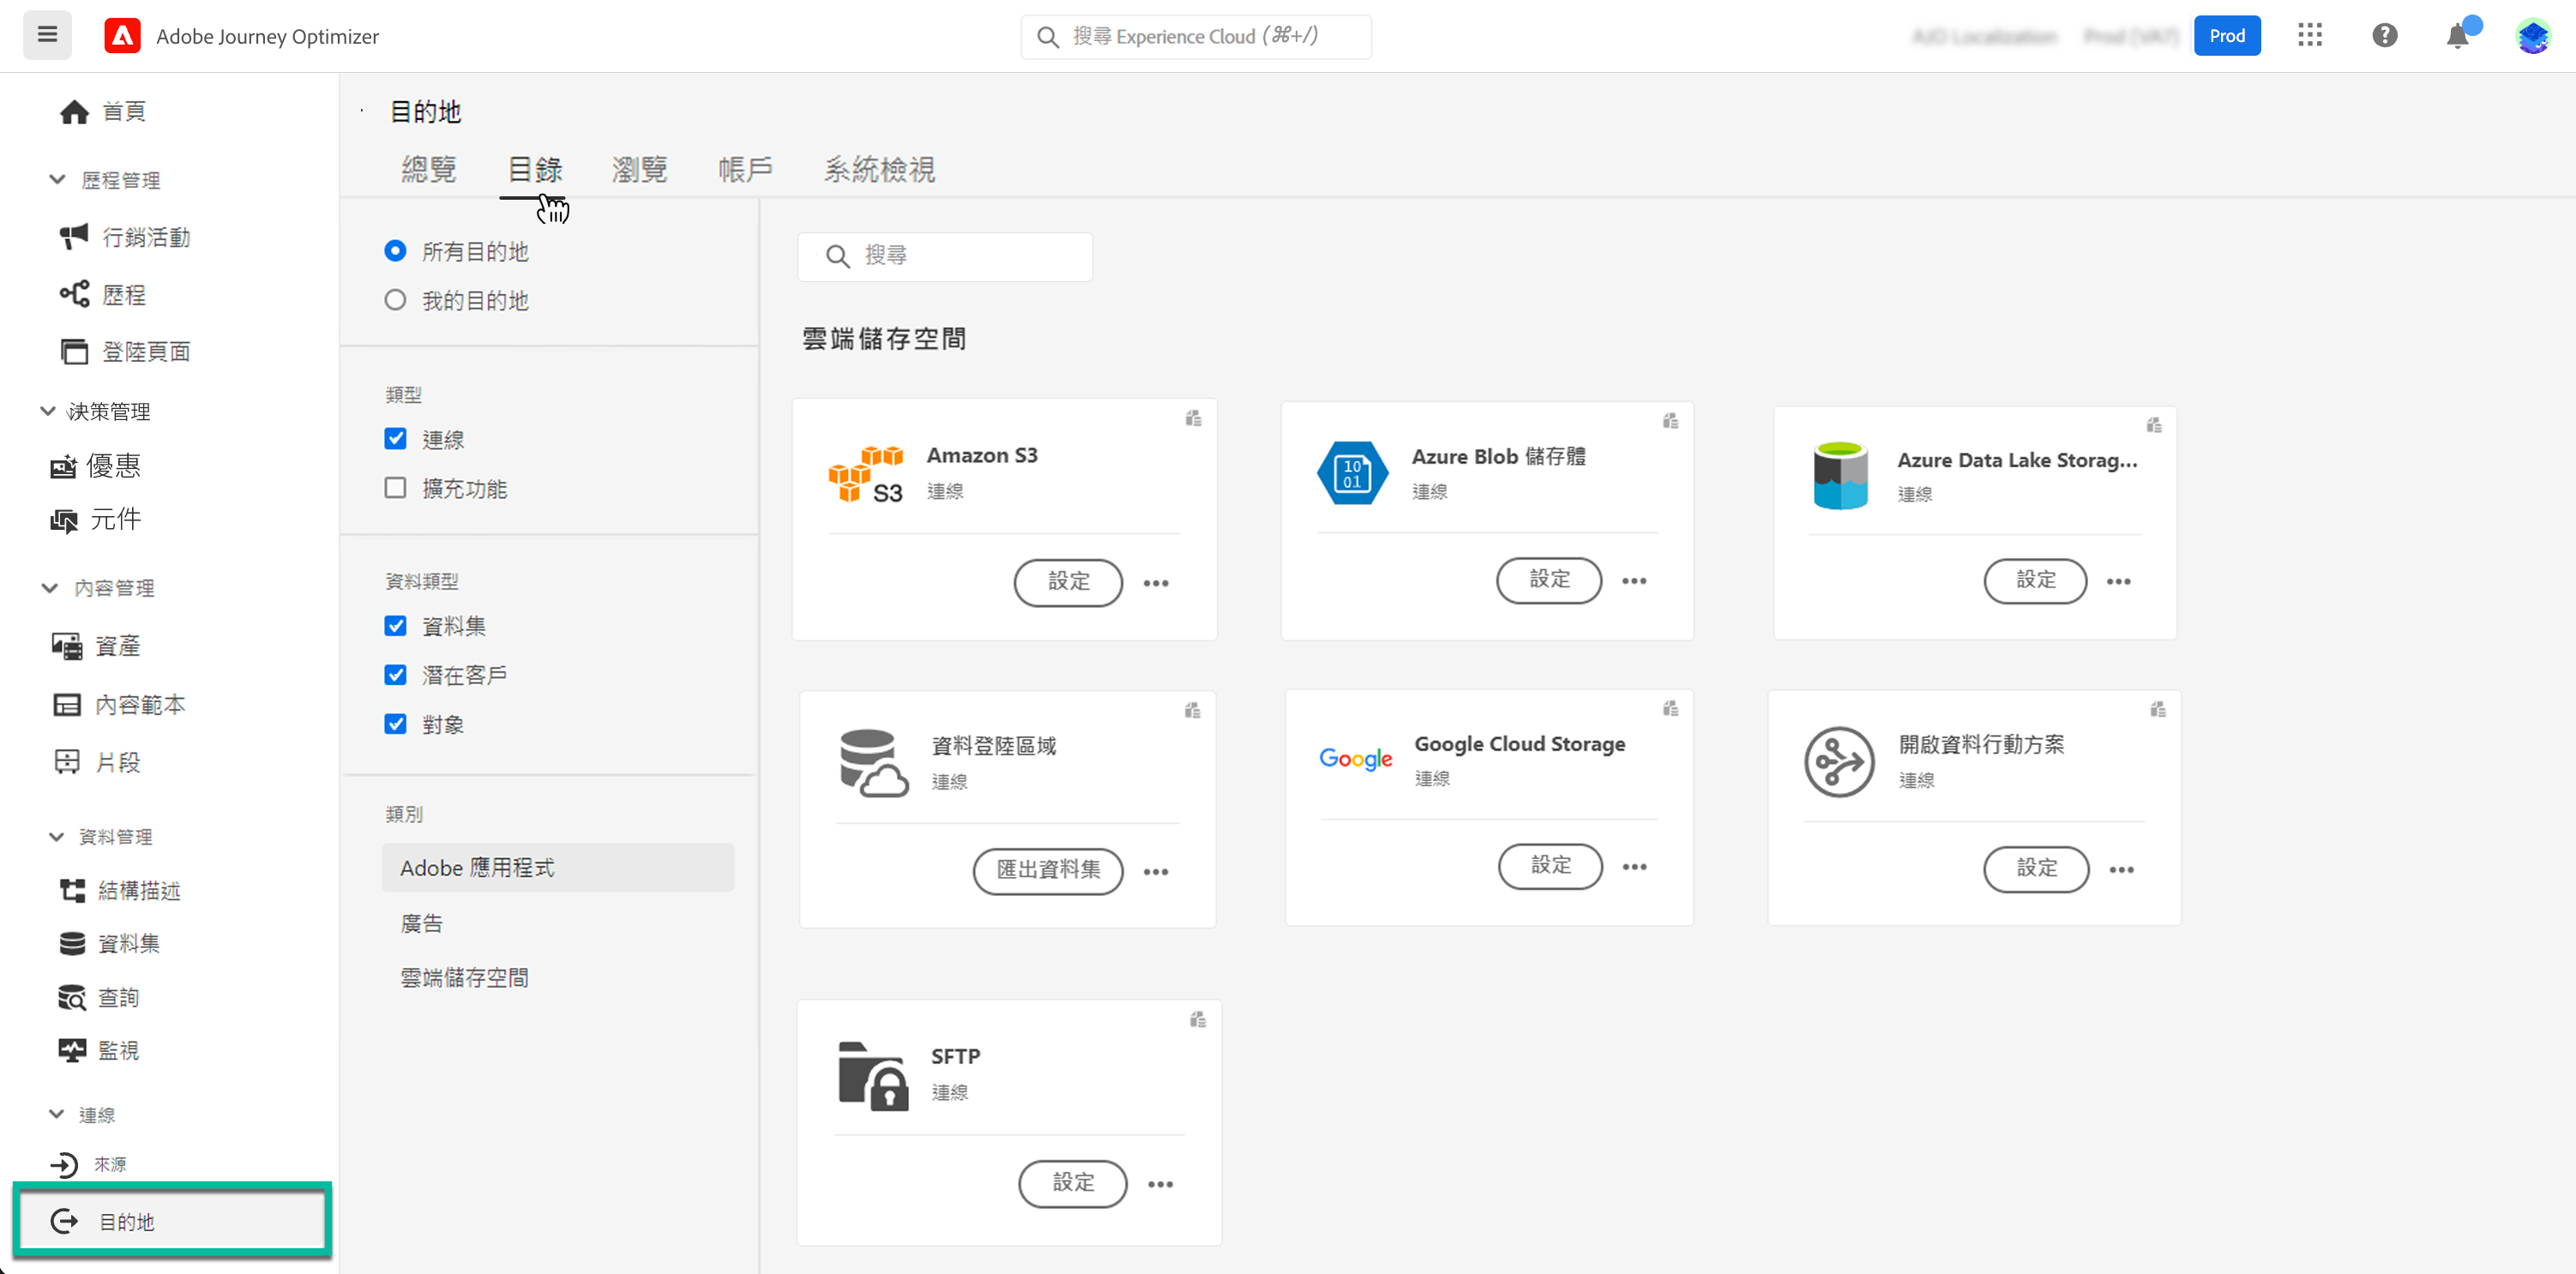 Adobe Journey Optimizer
搜尋 Experience Cloud (⌘+/)
Prod
首頁
歷程管理
行銷活動
歷程
登陸頁面
決策管理
優惠
元件
內容管理
資產
內容範本
片段
資料管理
結構描述
資料集
查詢
監視
連線
來源
目的地
目的地
總覽 目錄 瀏覽 帳戶 系統檢視
所有目的地
我的目的地
類型
連線
擴充功能
資料類型
資料集
潛在客戶
對象
類別
Adobe 應用程式
廣告
雲端儲存空間
搜尋
雲端儲存空間
S3
Amazon S3
連線
設定
10
01
Azure Blob 儲存體
連線
設定
Azure Data Lake Storag...
連線
設定
資料登陸區域
連線
匯出資料集
Google
Google Cloud Storage
連線
設定
開啟資料行動方案
連線
設定
SFTP
連線
設定